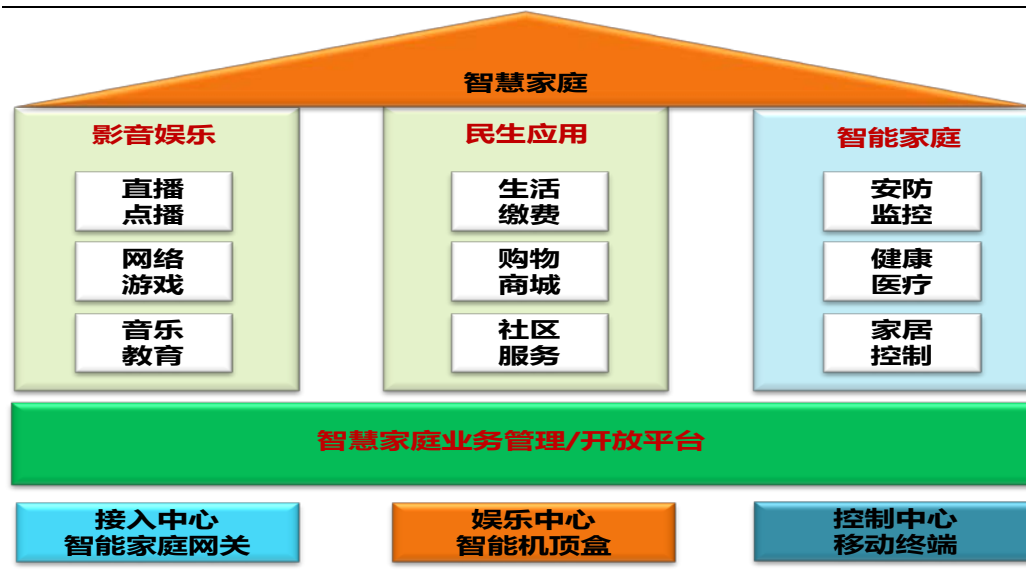 智慧家庭
影音娱乐
直播
点播
网络
游戏
音乐
教育
民生应用
生活
缴费
购物
商城
社区
服务
智能家庭
安防
监控
健康
医疗
家居
控制
智慧家庭业务管理/开放平台
接入中心
智能家庭网关
娱乐中心
智能机顶盒
控制中心
移动终端